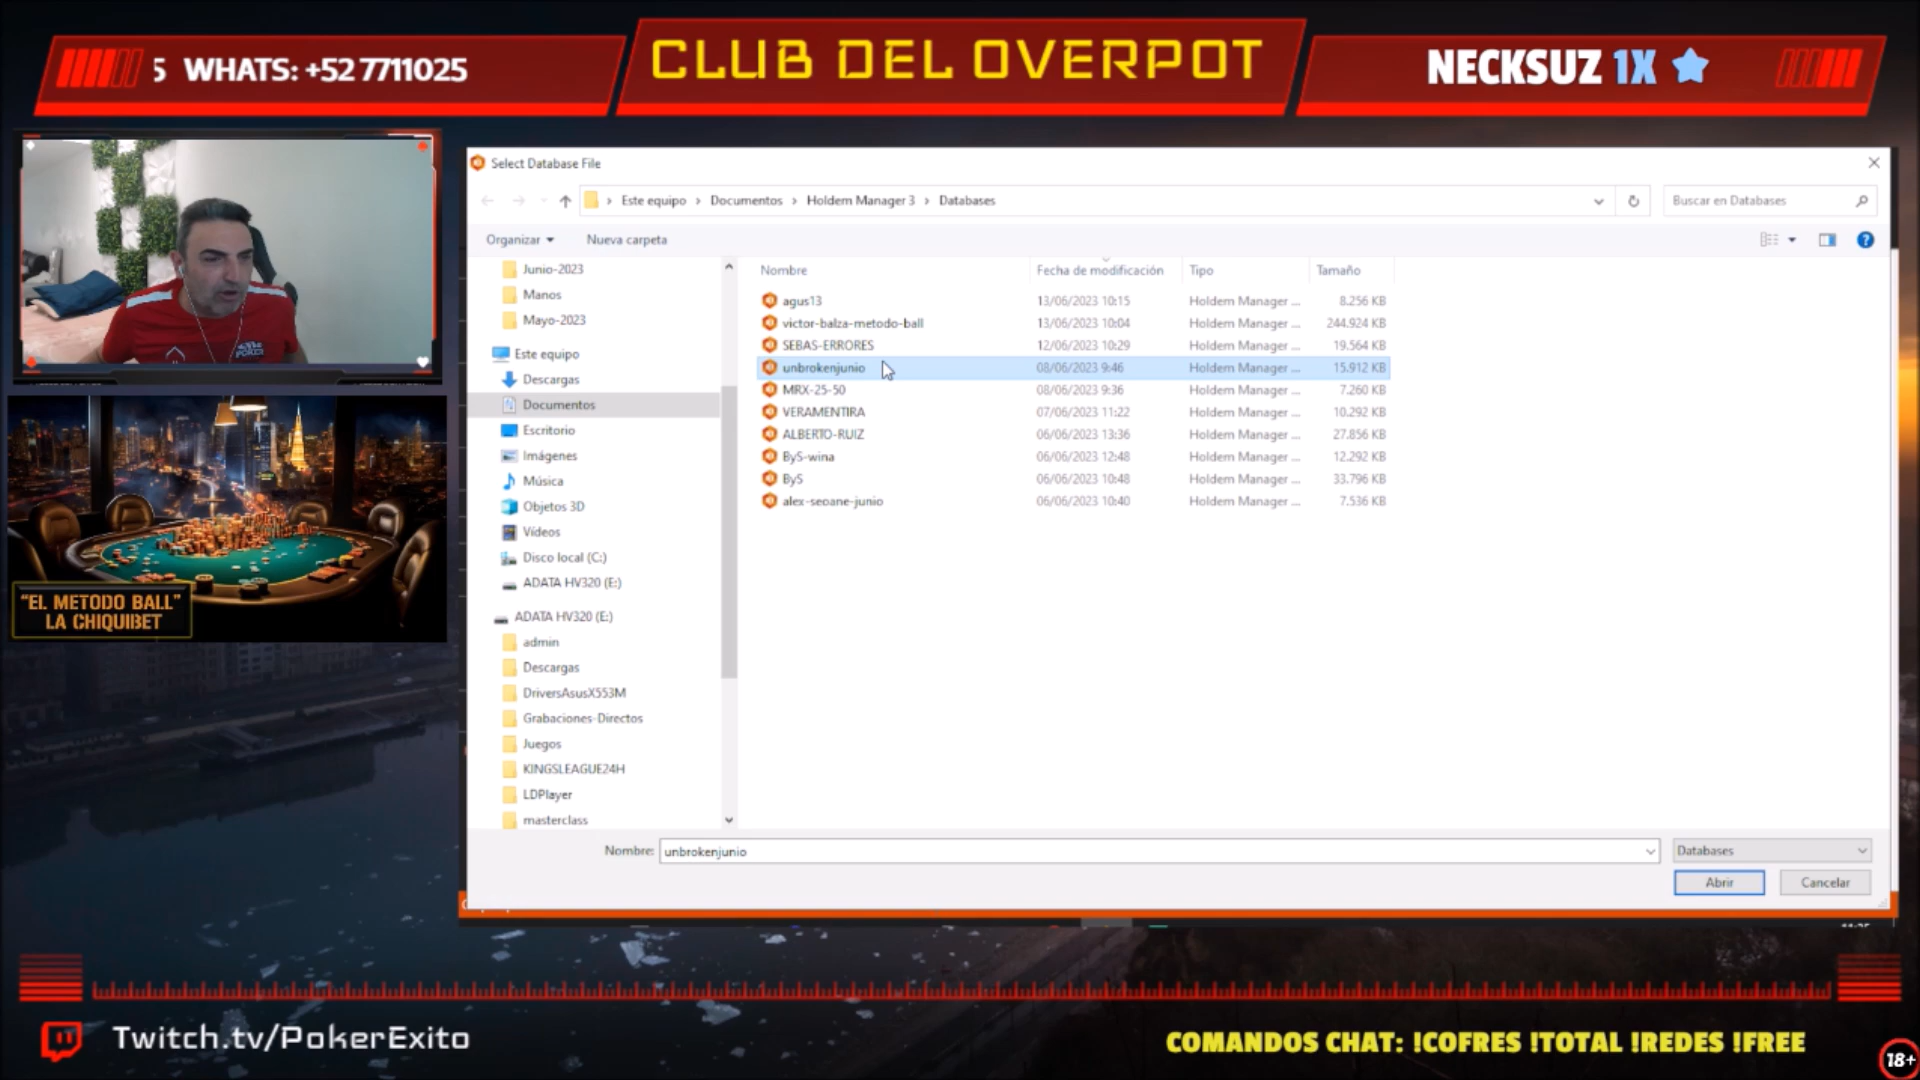 5 WHATS: +52 7711025
CLUB DEL OVERPOT
NECKSUZ 1X
Select Database File
Este equipo > Documentos > Holdem Manager 3 > Databases
Buscar en Databases
Organizar
Nueva carpeta
Junio-2023
Manos
Mayo-2023
Este equipo
Descargas
Documentos
Escritorio
Imágenes
Música
Objetos 3D
Vídeos
Disco local (C:)
ADATA HV320 (E:)
ADATA HV320 (E:)
admin
Descargas
DriversAsusX553M
Grabaciones-Directos
Juegos
KINGSLEAGUE24H
LDPlayer
masterclass
Nombre Fecha de modificación Tipo Tamaño
agus13 13/06/2023 10:15 Holdem Manager ... 8.256 KB
victor-balza-metodo-ball 13/06/2023 10:04 Holdem Manager ... 244.924 KB
SEBAS-ERRORES 12/06/2023 10:29 Holdem Manager ... 19.564 KB
unbrokenjunio 08/06/2023 9:46 Holdem Manager ... 15.912 KB
MRX-25-50 08/06/2023 9:36 Holdem Manager ... 7.260 KB
VERAMENTIRA 07/06/2023 11:22 Holdem Manager ... 10.292 KB
ALBERTO-RUIZ 06/06/2023 13:36 Holdem Manager ... 27.856 KB
ByS-wina 06/06/2023 12:48 Holdem Manager ... 12.292 KB
ByS 06/06/2023 10:48 Holdem Manager ... 33.796 KB
alex-seoane-junio 06/06/2023 10:40 Holdem Manager ... 7.536 KB
Nombre: unbrokenjunio
Databases
Abrir
Cancelar
"EL METODO BALL"
LA CHIQUIBET
Twitch.tv/PokerExito
COMANDOS CHAT: !COFRES !TOTAL !REDES !FREE
18+